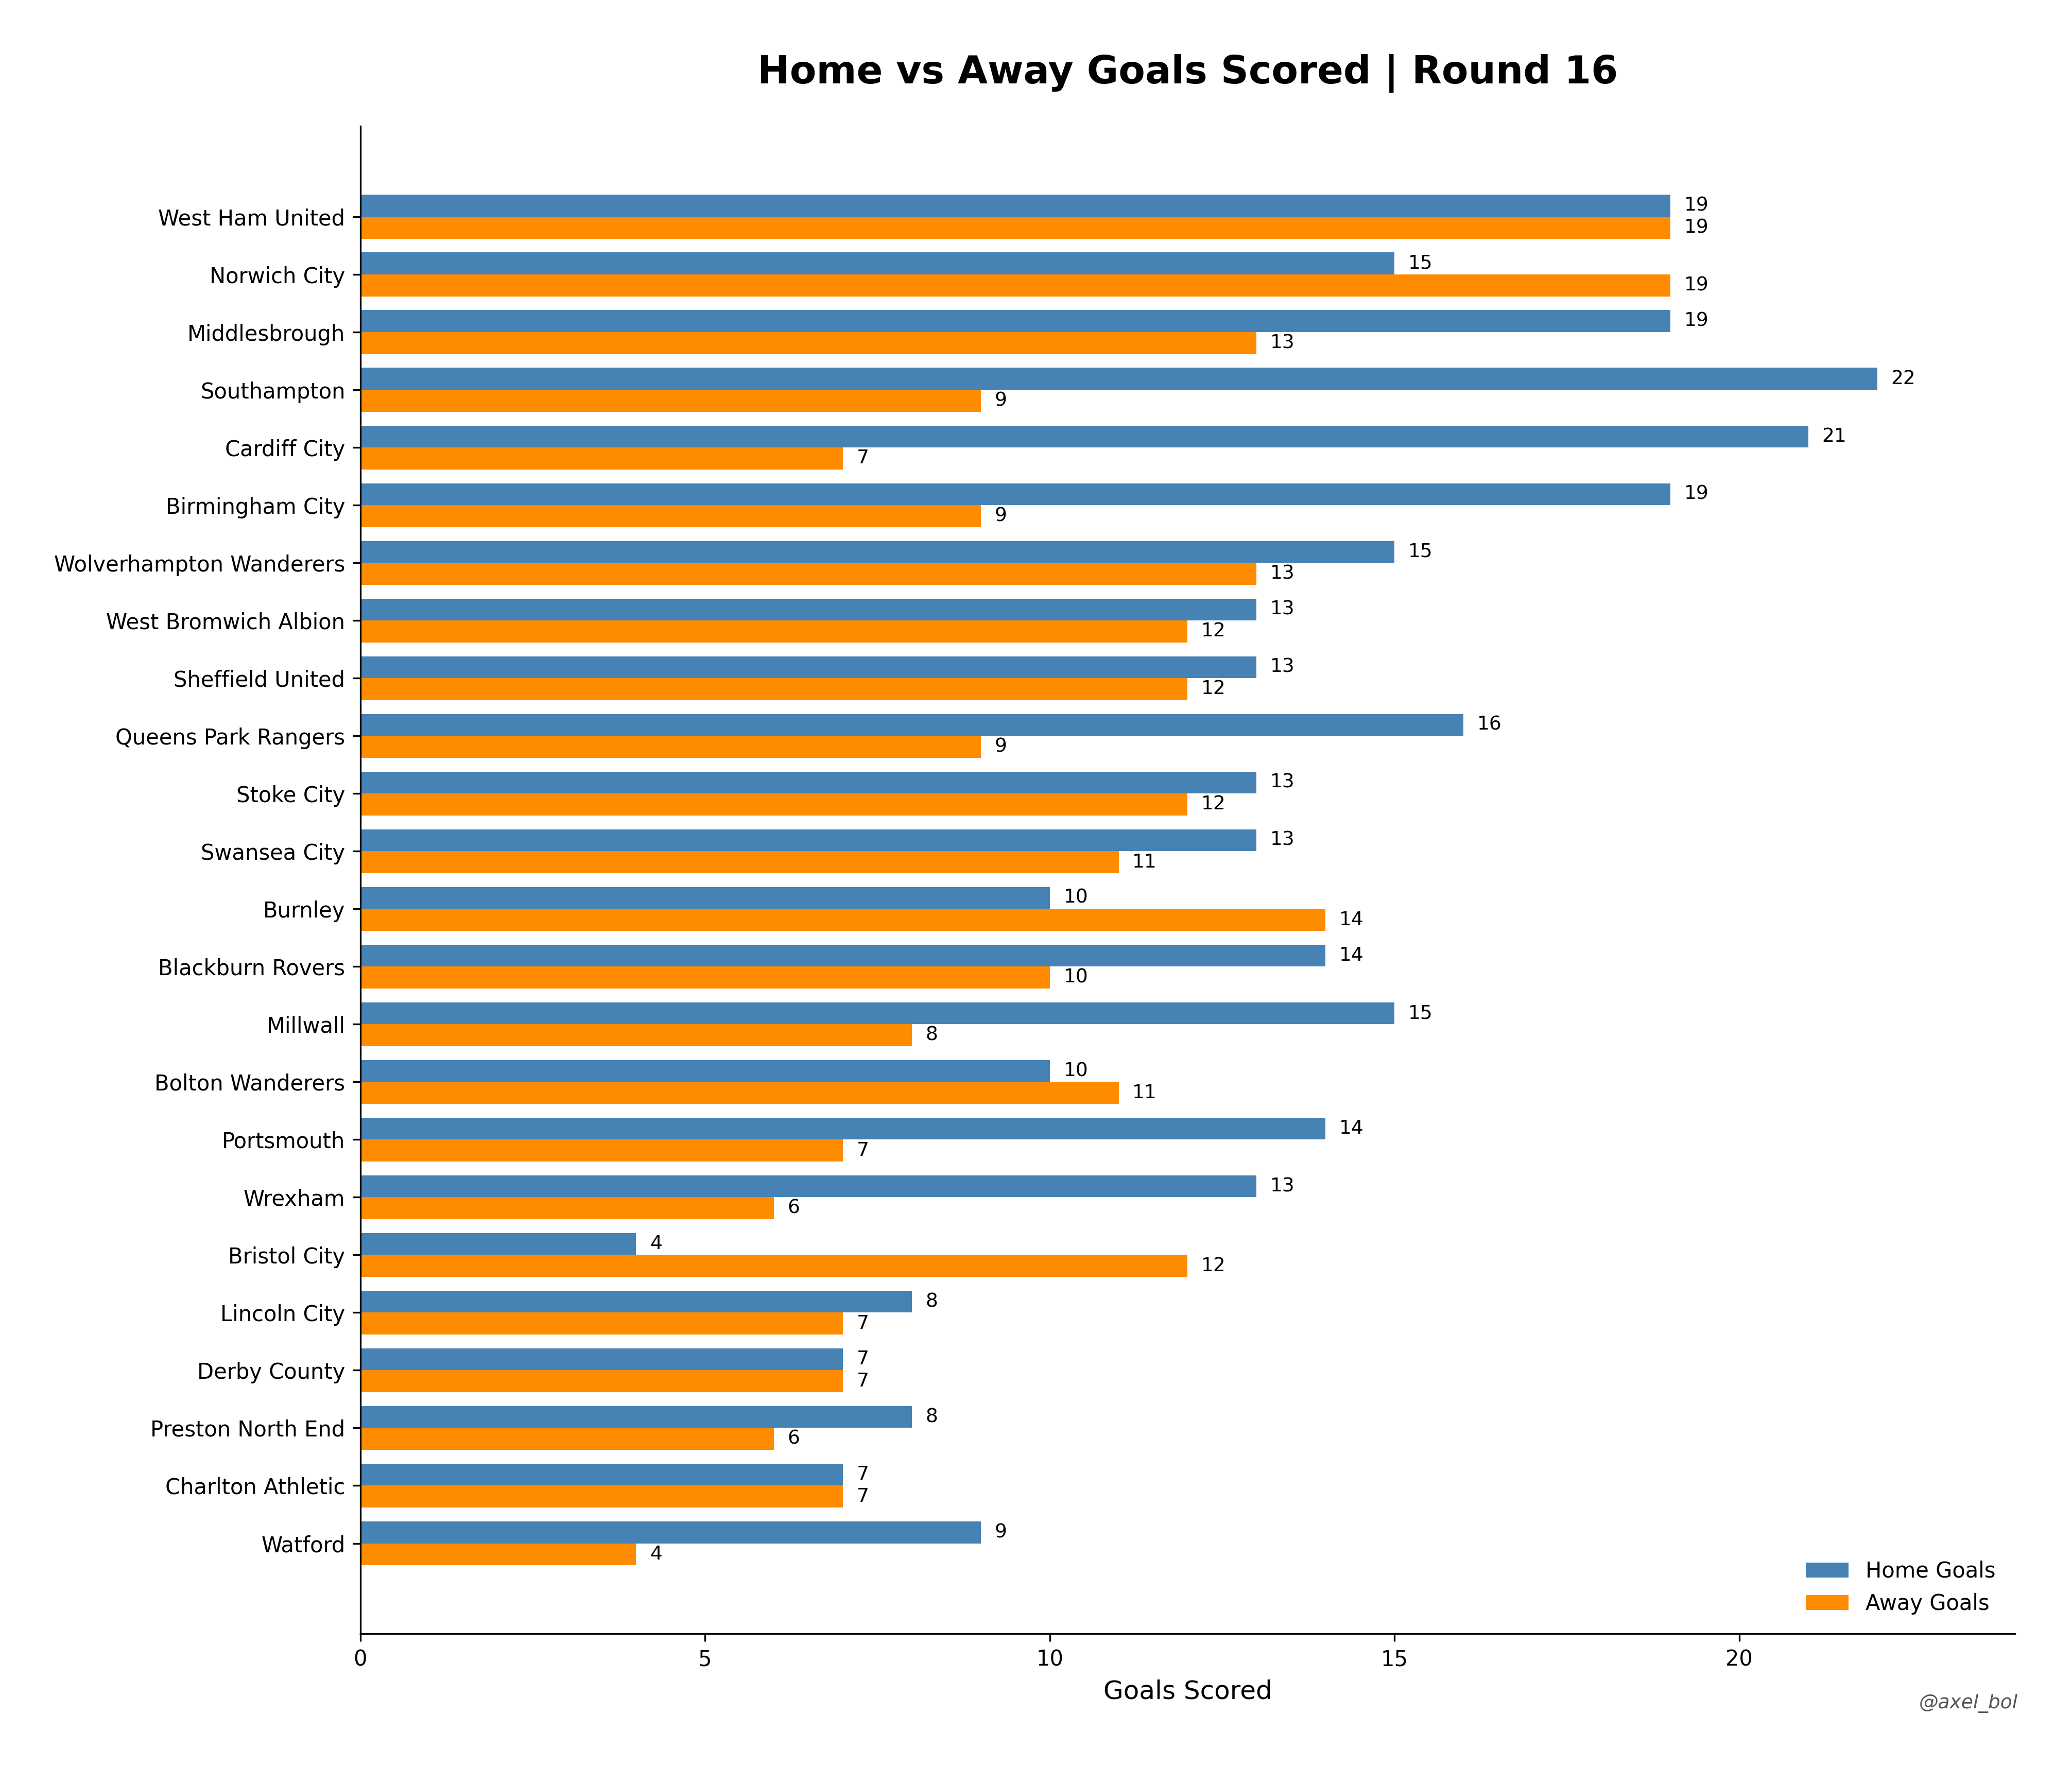 Home vs Away Goals Scored | Round 16
West Ham United 19
19
Norwich City 15
19
Middlesbrough 19
13
Southampton 22
9
Cardiff City 21
7
Birmingham City 19
9
Wolverhampton Wanderers 15
13
West Bromwich Albion 13
12
Sheffield United 13
12
Queens Park Rangers 16
9
Stoke City 13
12
Swansea City 13
11
Burnley 10
14
Blackburn Rovers 14
10
Millwall 15
8
Bolton Wanderers 10
11
Portsmouth 14
7
Wrexham 13
6
Bristol City 4
12
Lincoln City 8
7
Derby County 7
7
Preston North End 8
6
Charlton Athletic 7
7
Watford 9
4
Home Goals
Away Goals
0 5 10 15 20
Goals Scored
@axel_bol